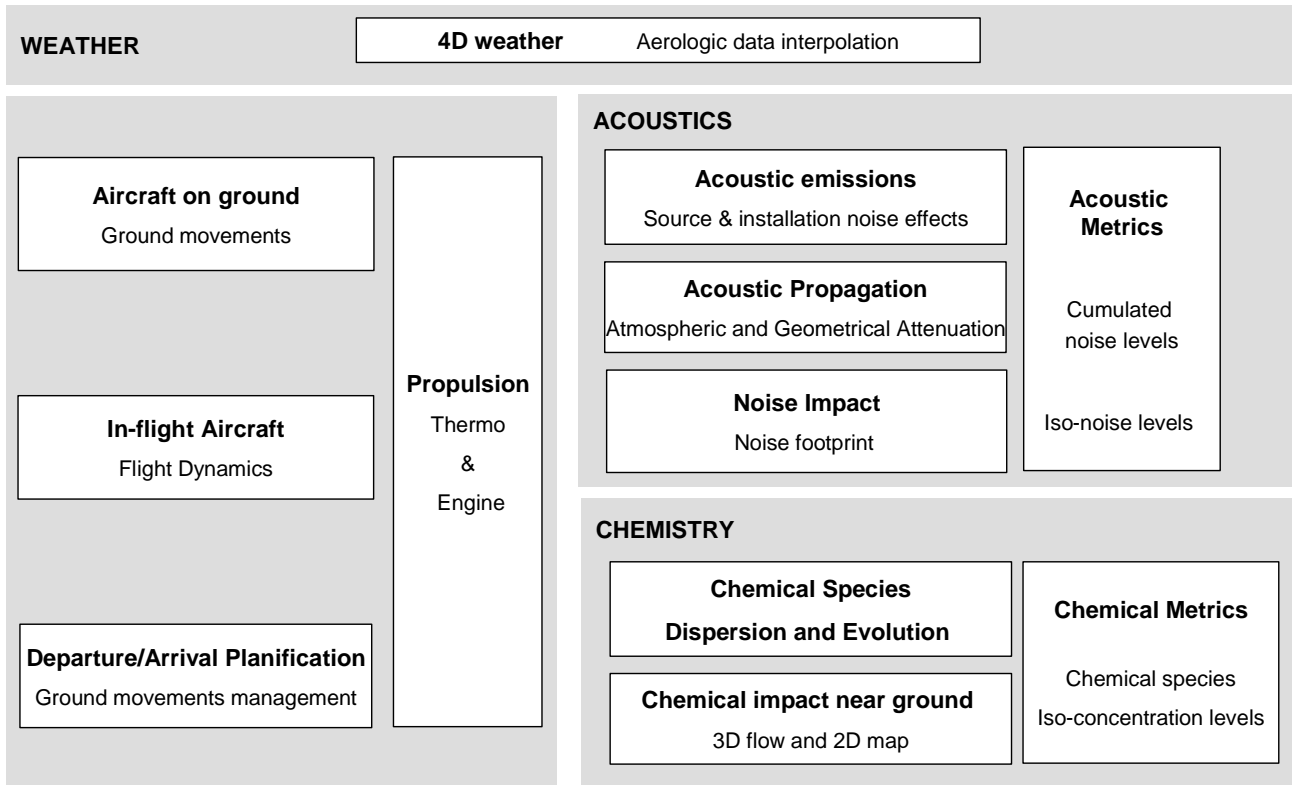 WEATHER
4D weather Aerologic data interpolation
Aircraft on ground
Ground movements
In-flight Aircraft
Flight Dynamics
Departure/Arrival Planification
Ground movements management
Propulsion
Thermo
&
Engine
ACOUSTICS
Acoustic emissions
Source & installation noise effects
Acoustic Propagation
Atmospheric and Geometrical Attenuation
Noise Impact
Noise footprint
Acoustic
Metrics
Cumulated
noise levels
Iso-noise levels
CHEMISTRY
Chemical Species
Dispersion and Evolution
Chemical impact near ground
3D flow and 2D map
Chemical Metrics
Chemical species
Iso-concentration levels